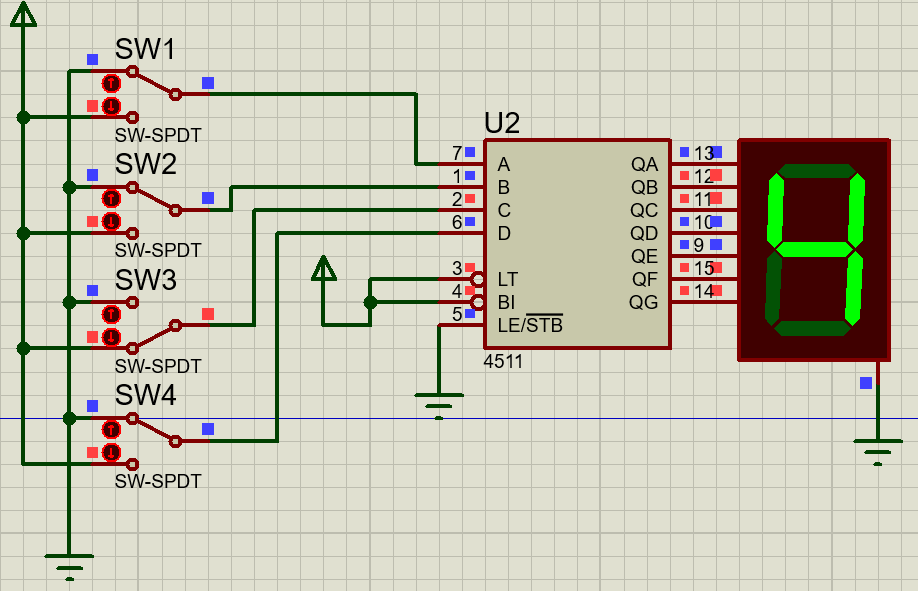 SW1
SW-SPDT
SW2
SW-SPDT
SW3
SW-SPDT
SW4
SW-SPDT
U2
7 A QA 13
1 B QB 12
2 C QC 11
6 D QD 10
QE 9
3 LT QF 15
4 BI QG 14
5 LE/STB
4511
4